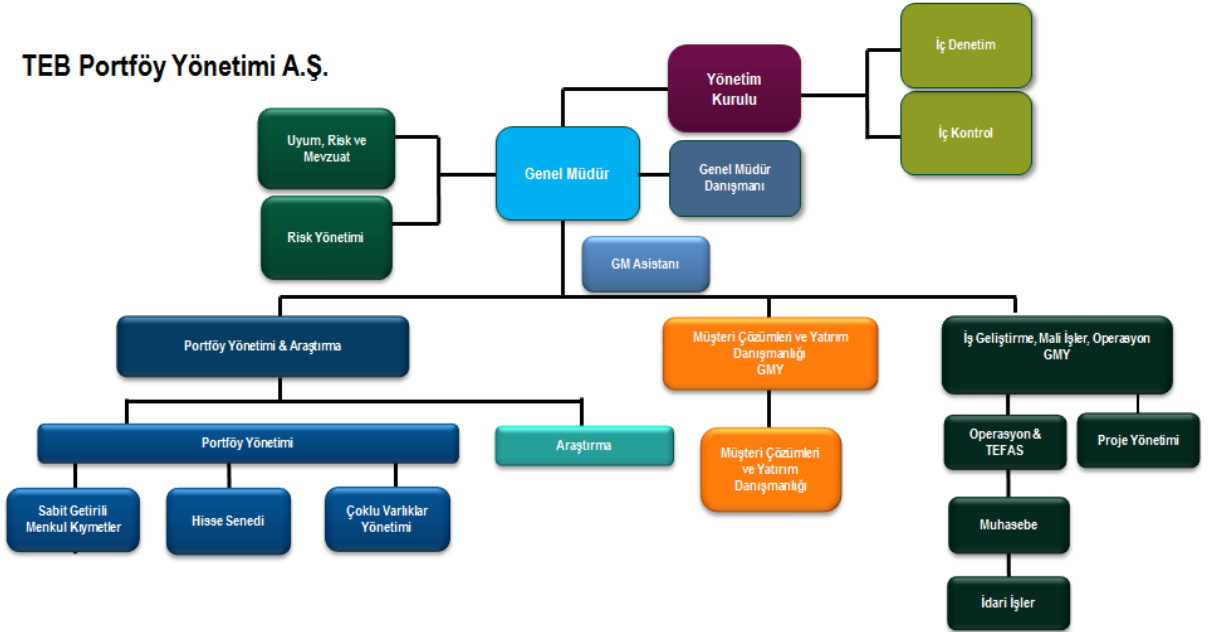 TEB Portföy Yönetimi A.Ş.
Yönetim
Kurulu
İç Denetim
İç Kontrol
Uyum, Risk ve
Mevzuat
Risk Yönetimi
Genel Müdür
Genel Müdür
Danışmanı
GM Asistanı
Portföy Yönetimi & Araştırma
Müşteri Çözümleri ve Yatırım
Danışmanlığı
GMY
İş Geliştirme, Mali İşler, Operasyon
GMY
Portföy Yönetimi
Araştırma
Müşteri Çözümleri
ve Yatırım
Danışmanlığı
Operasyon &
TEFAS
Proje Yönetimi
Sabit Getirili
Menkul Kıymetler
Hisse Senedi
Çoklu Varlıklar
Yönetimi
Muhasebe
İdari İşler